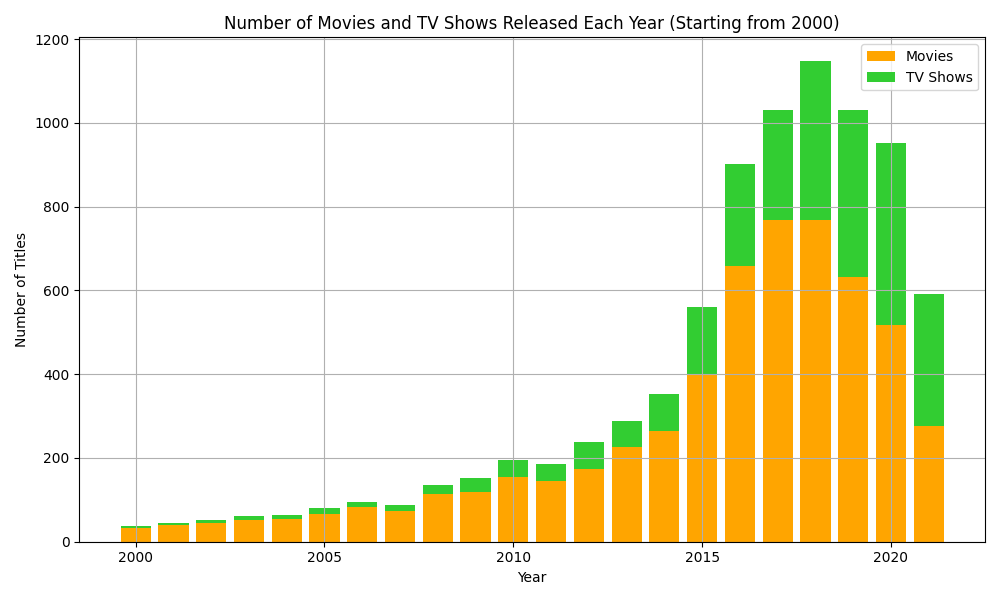 Number of Movies and TV Shows Released Each Year (Starting from 2000)
Movies
TV Shows
Number of Titles
1200
1000
800
600
400
200
0
2000 2005 2010 2015 2020
Year